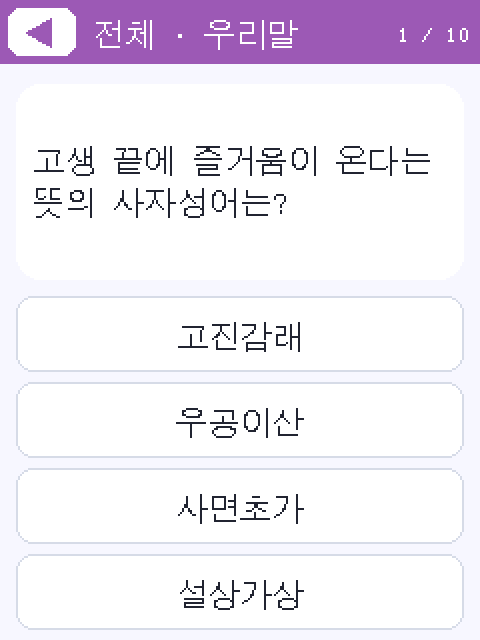 전체 · 우리말
1 / 10
고생 끝에 즐거움이 온다는
뜻의 사자성어는?
고진감래
우공이산
사면초가
설상가상